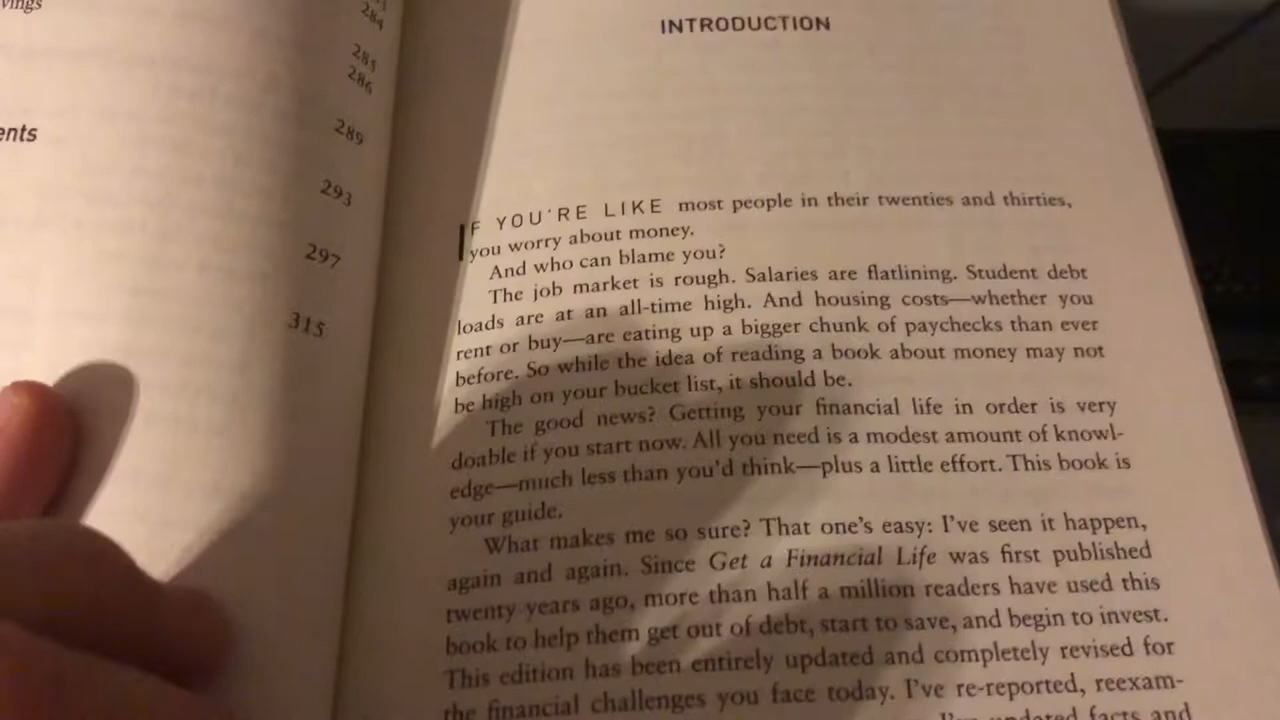 vings
284
285
286
ents
289
293
297
315
INTRODUCTION
IF YOU'RE LIKE most people in their twenties and thirties,
you worry about money.
And who can blame you?
The job market is rough. Salaries are flatlining. Student debt
loads are at an all-time high. And housing costs—whether you
rent or buy—are eating up a bigger chunk of paychecks than ever
before. So while the idea of reading a book about money may not
be high on your bucket list, it should be.
The good news? Getting your financial life in order is very
doable if you start now. All you need is a modest amount of knowl-
edge—much less than you'd think—plus a little effort. This book is
your guide.
What makes me so sure? That one's easy: I've seen it happen,
again and again. Since Get a Financial Life was first published
twenty years ago, more than half a million readers have used this
book to help them get out of debt, start to save, and begin to invest.
This edition has been entirely updated and completely revised for
the financial challenges you face today. I've re-reported, reexam-
updated facts and